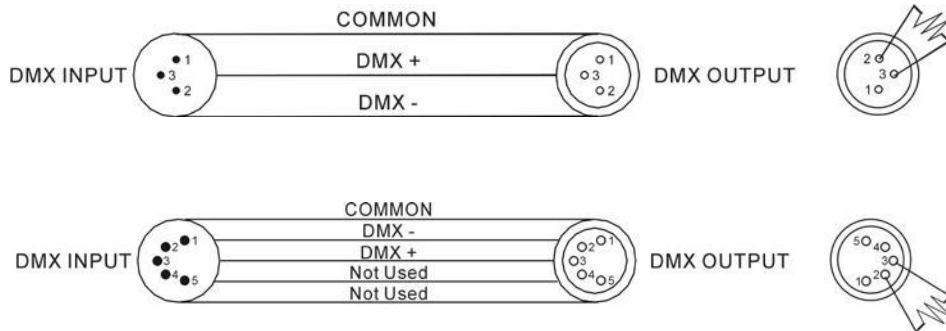 COMMON
DMX INPUT
1
3
2
DMX +
DMX -
1
3
2
DMX OUTPUT
2
3
1
COMMON
DMX -
DMX +
Not Used
Not Used
DMX INPUT
1
2
3
4
5
1
2
3
4
5
DMX OUTPUT
5
4
3
2
1